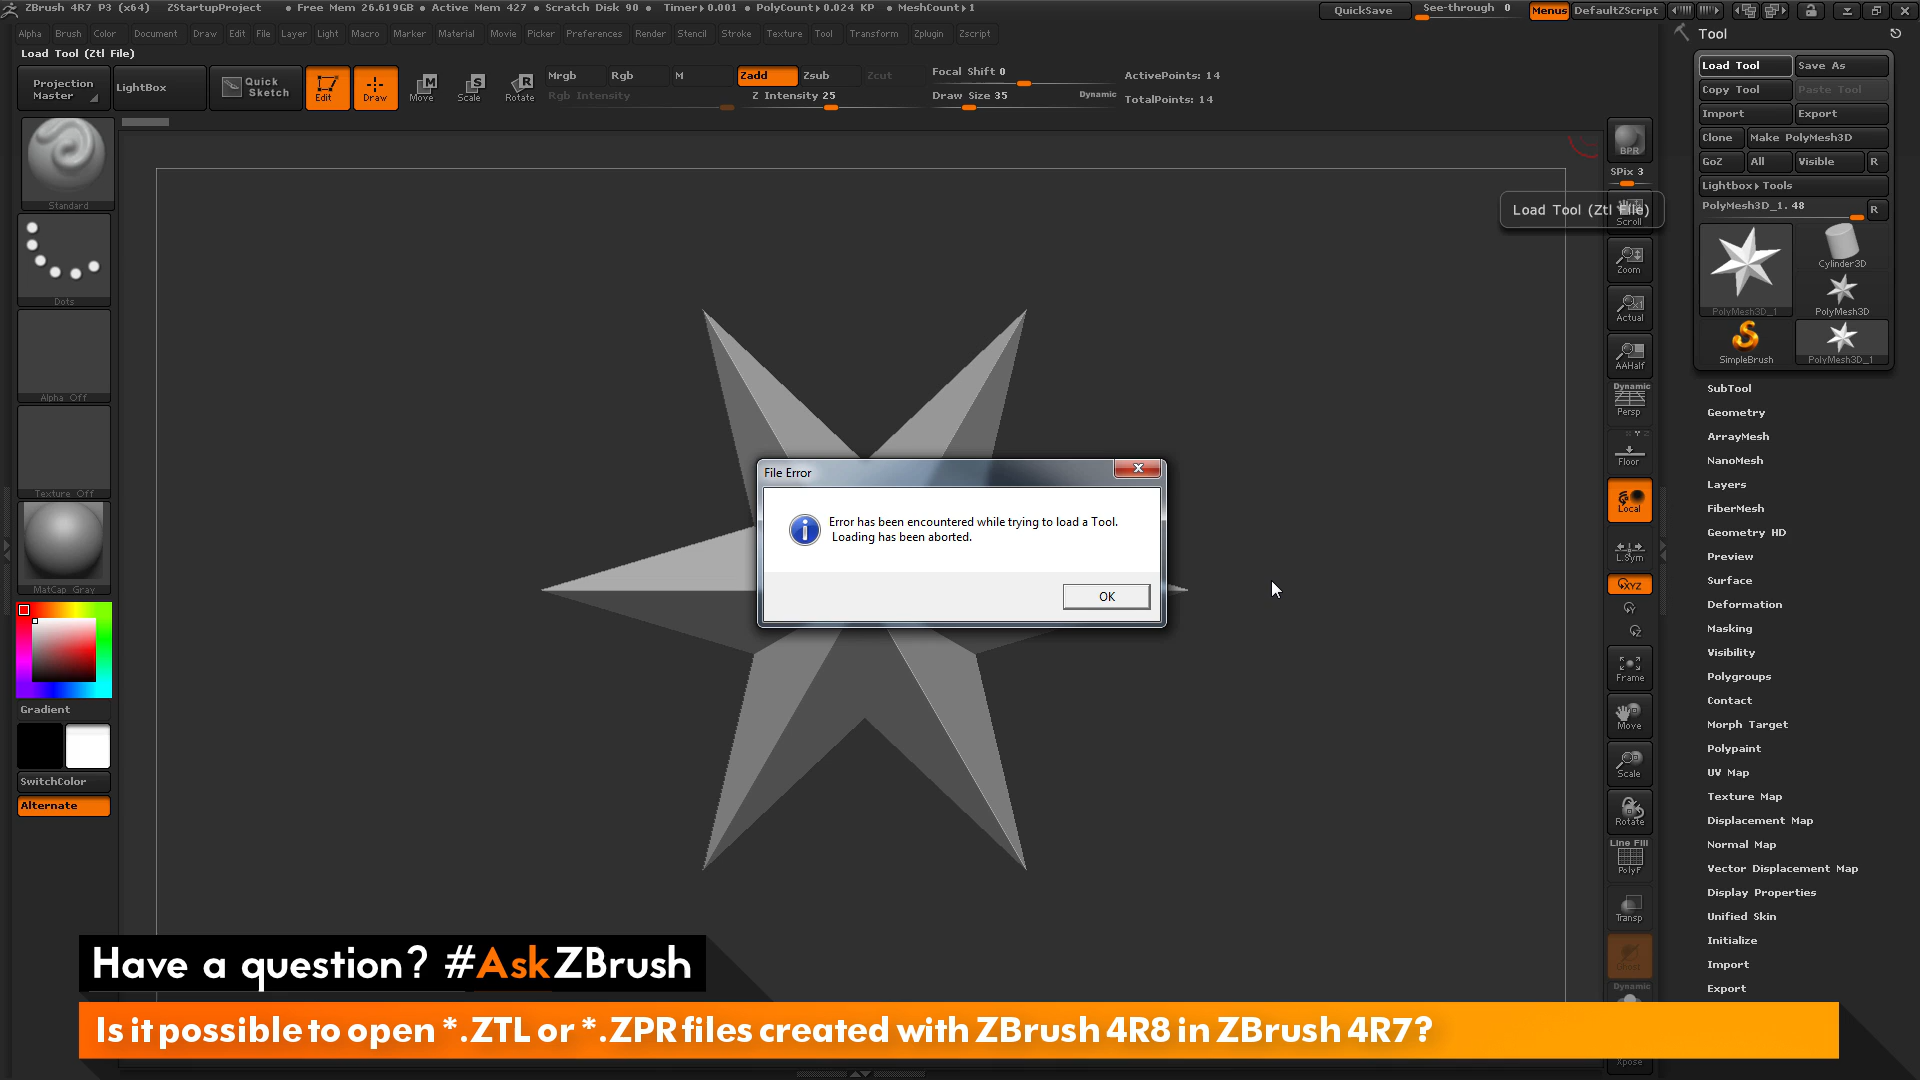 ZBrush 4R7 P3 (x64) ZStartupProject • Free Mem 26.619GB • Active Mem 427 • Scratch Disk 90 • Timer▸0.001 • PolyCount▸0.024 KP • MeshCount▸1 QuickSave See-through 0 Menus DefaultZScript
Alpha Brush Color Document Draw Edit File Layer Light Macro Marker Material Movie Picker Preferences Render Stencil Stroke Texture Tool Transform Zplugin Zscript
Load Tool (Ztl File)
Projection Master
LightBox
Quick Sketch
Edit
Draw
Move
Scale
Rotate
Mrgb Rgb M
Rgb Intensity
Zadd Zsub Zcut
Z Intensity 25
Focal Shift 0
Draw Size 35 Dynamic
ActivePoints: 14
TotalPoints: 14
Standard
Dots
Alpha Off
Texture Off
MatCap Gray
Gradient
SwitchColor
Alternate
File Error
Error has been encountered while trying to load a Tool.
Loading has been aborted.
OK
Load Tool (Ztl File)
BPR
SPix 3
Scroll
Zoom
Actual
AAHalf
Dynamic
Persp
Floor
Local
L.Sym
XYZ
Y
Z
Frame
Move
Scale
Rotate
Line Fill
PolyF
Transp
Ghost
Dynamic
Xpose
Tool
Load Tool Save As
Copy Tool Paste Tool
Import Export
Clone Make PolyMesh3D
GoZ All Visible R
Lightbox▸Tools
PolyMesh3D_1. 48 R
PolyMesh3D_1
Cylinder3D
PolyMesh3D
SimpleBrush
PolyMesh3D_1
SubTool
Geometry
ArrayMesh
NanoMesh
Layers
FiberMesh
Geometry HD
Preview
Surface
Deformation
Masking
Visibility
Polygroups
Contact
Morph Target
Polypaint
UV Map
Texture Map
Displacement Map
Normal Map
Vector Displacement Map
Display Properties
Unified Skin
Initialize
Import
Export
Have a question? #AskZBrush
Is it possible to open *.ZTL or *.ZPR files created with ZBrush 4R8 in ZBrush 4R7?